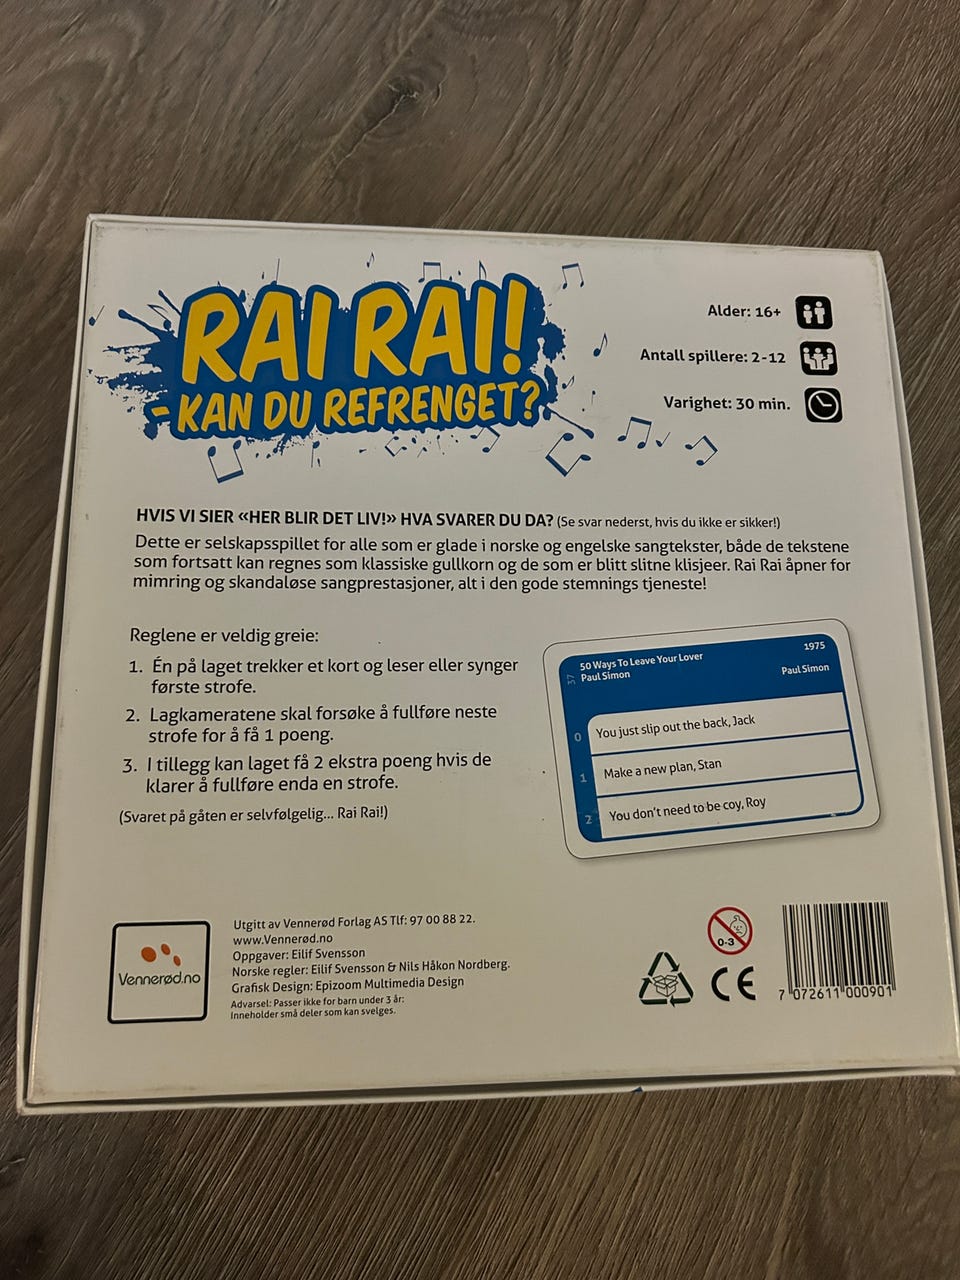 RAI RAI!
- KAN DU REFRENGET?
Alder: 16+
Antall spillere: 2-12
Varighet: 30 min.
HVIS VI SIER «HER BLIR DET LIV!» HVA SVARER DU DA? (Se svar nederst, hvis du ikke er sikker!)
Dette er selskapsspillet for alle som er glade i norske og engelske sangtekster, både de tekstene
som fortsatt kan regnes som klassiske gullkorn og de som er blitt slitne klisjeer. Rai Rai åpner for
mimring og skandaløse sangprestasjoner, alt i den gode stemnings tjeneste!
Reglene er veldig greie:
1. Én på laget trekker et kort og leser eller synger
første strofe.
2. Lagkameratene skal forsøke å fullføre neste
strofe for å få 1 poeng.
3. I tillegg kan laget få 2 ekstra poeng hvis de
klarer å fullføre enda en strofe.
(Svaret på gåten er selvfølgelig... Rai Rai!)
37
50 Ways To Leave Your Lover 1975
Paul Simon Paul Simon
0 You just slip out the back, Jack
1 Make a new plan, Stan
2 You don't need to be coy, Roy
Vennerød.no
Utgitt av Vennerød Forlag AS Tlf: 97 00 88 22.
www.Vennerød.no
Oppgaver: Eilif Svensson
Norske regler: Eilif Svensson & Nils Håkon Nordberg.
Grafisk Design: Epizoom Multimedia Design
Advarsel: Passer ikke for barn under 3 år:
Inneholder små deler som kan svelges.
0-3
CE
7 072611 000901